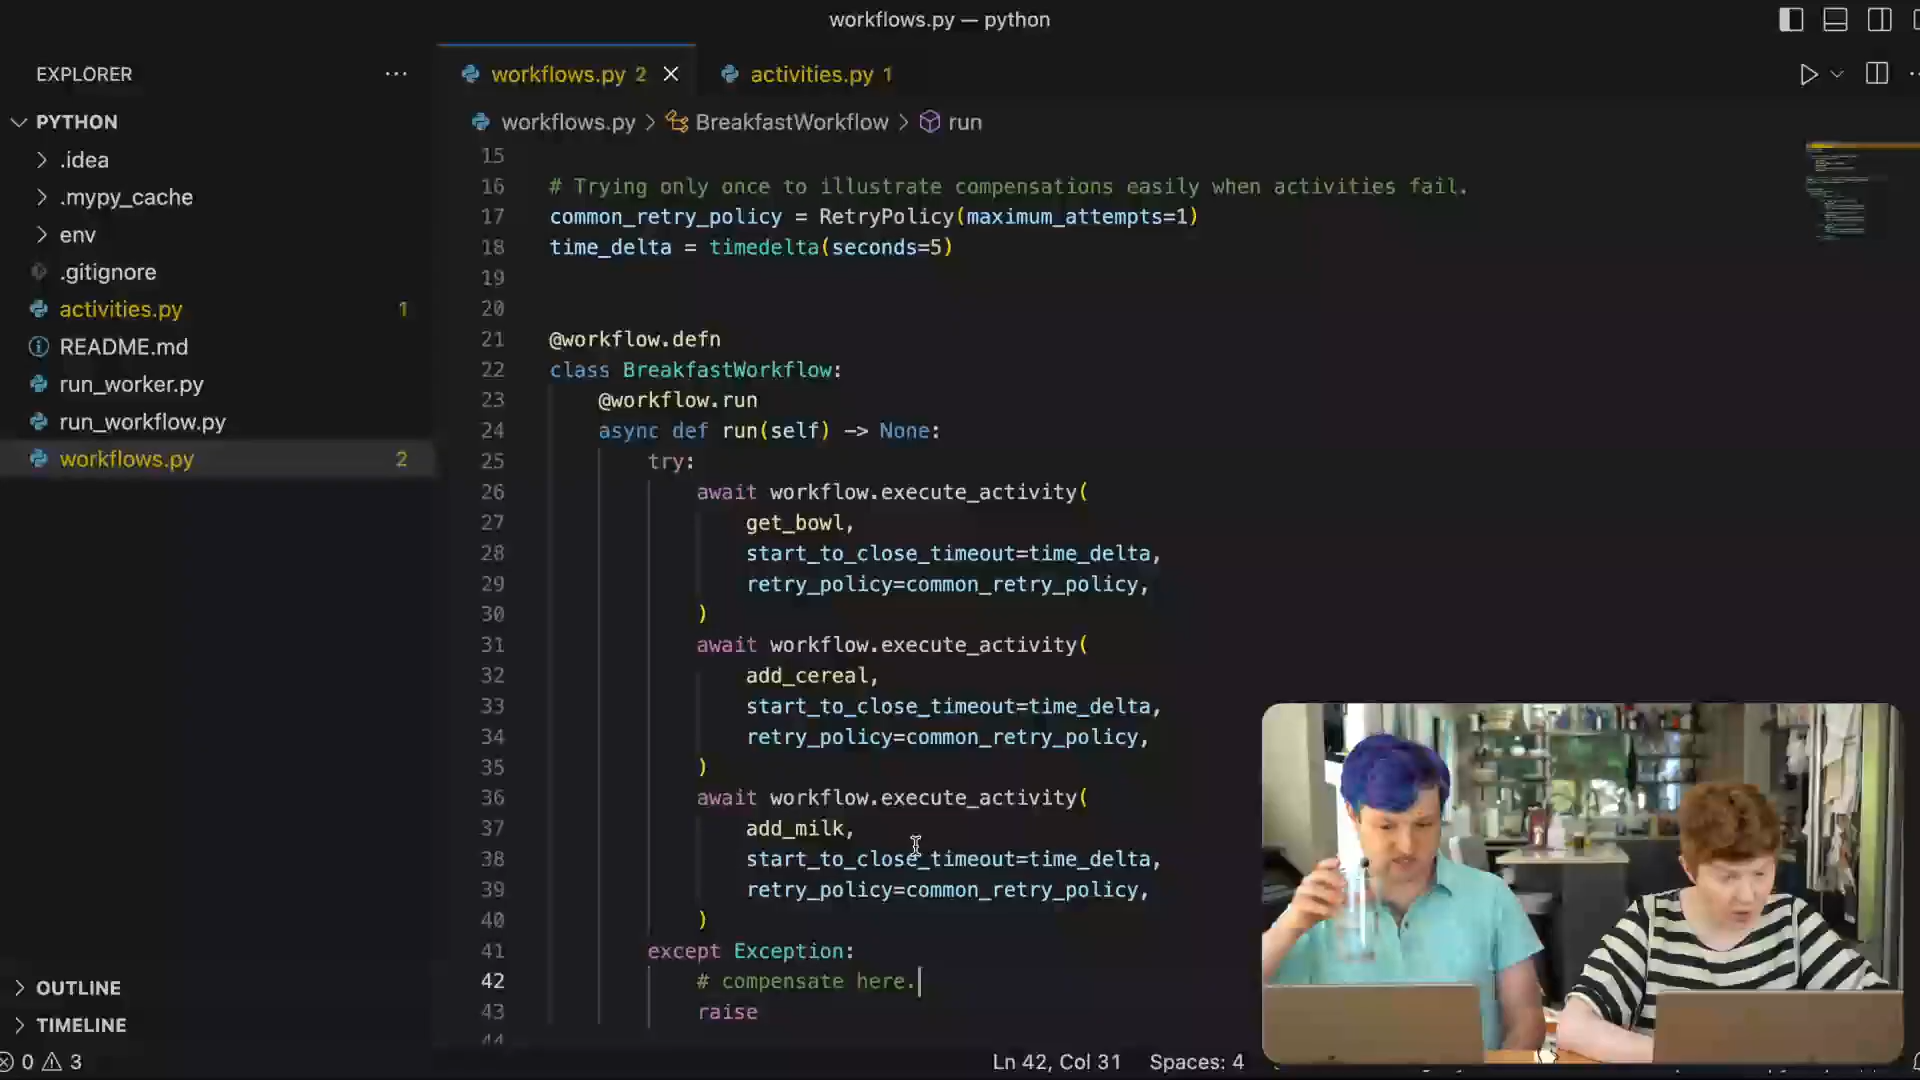 workflows.py — python
EXPLORER
PYTHON
.idea
.mypy_cache
env
.gitignore
activities.py 1
README.md
run_worker.py
run_workflow.py
workflows.py 2
OUTLINE
TIMELINE
0 3
workflows.py 2
activities.py 1
workflows.py > BreakfastWorkflow > run
15
16 # Trying only once to illustrate compensations easily when activities fail.
17 common_retry_policy = RetryPolicy(maximum_attempts=1)
18 time_delta = timedelta(seconds=5)
19
20
21 @workflow.defn
22 class BreakfastWorkflow:
23 @workflow.run
24 async def run(self) -> None:
25 try:
26 await workflow.execute_activity(
27 get_bowl,
28 start_to_close_timeout=time_delta,
29 retry_policy=common_retry_policy,
30 )
31 await workflow.execute_activity(
32 add_cereal,
33 start_to_close_timeout=time_delta,
34 retry_policy=common_retry_policy,
35 )
36 await workflow.execute_activity(
37 add_milk,
38 start_to_close_timeout=time_delta,
39 retry_policy=common_retry_policy,
40 )
41 except Exception:
42 # compensate here.
43 raise
44
Ln 42, Col 31 Spaces: 4